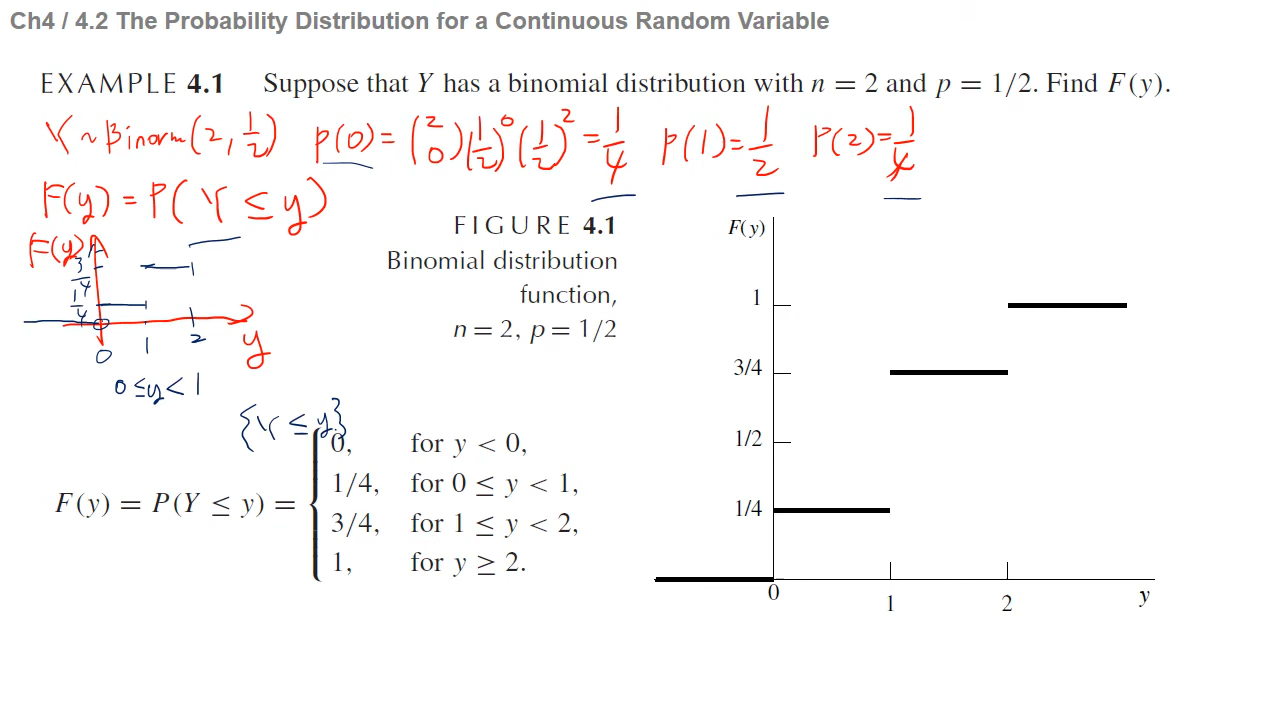 Ch4 / 4.2 The Probability Distribution for a Continuous Random Variable
EXAMPLE 4.1 Suppose that Y has a binomial distribution with n = 2 and p = 1/2. Find F(y).
Y ~ Binom(2, 1/2) P(0) = (2 0)(1/2)^0 (1/2)^2 = 1/4 P(1) = 1/2 P(2) = 1/4
F(y) = P(Y ≤ y)
F(y)
1
3/4
1/4
0 1 2 y
0 ≤ y < 1
{Y ≤ y}
FIGURE 4.1
Binomial distribution
function,
n = 2, p = 1/2
F(y) = P(Y ≤ y) =
0, for y < 0,
1/4, for 0 ≤ y < 1,
3/4, for 1 ≤ y < 2,
1, for y ≥ 2.
F(y)
1
3/4
1/2
1/4
0 1 2 y